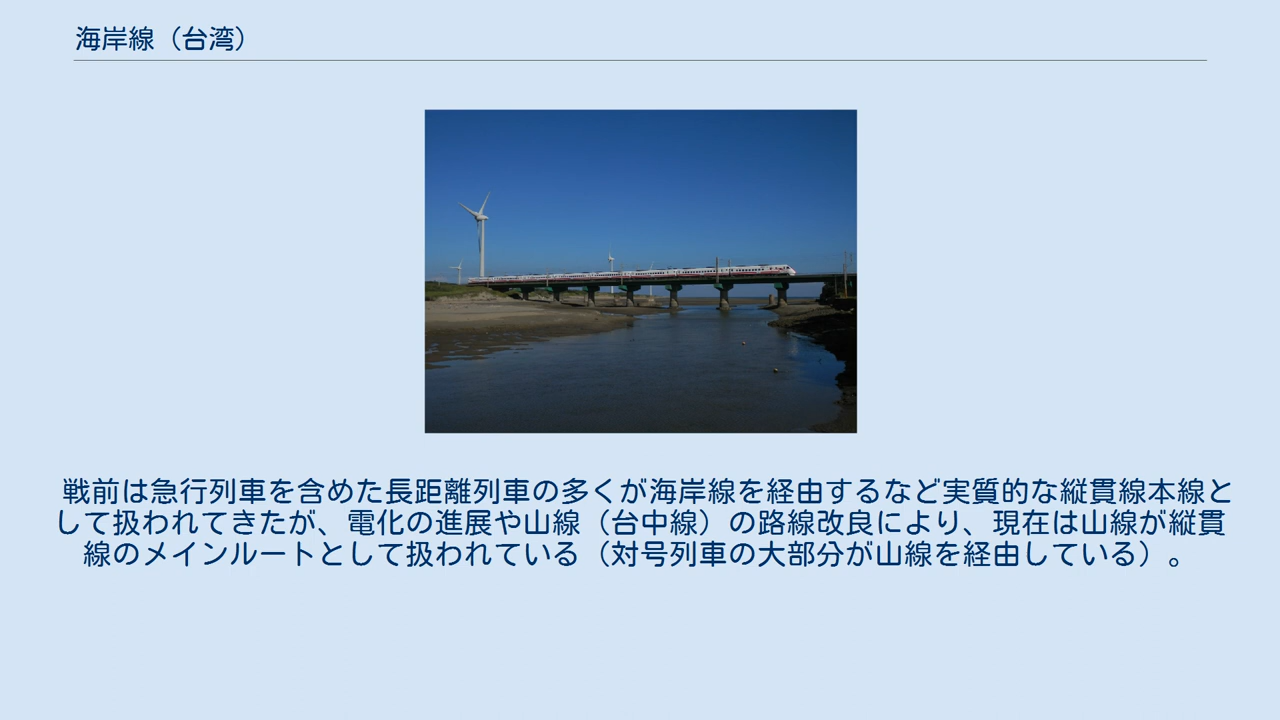 海岸線（台湾）
戦前は急行列車を含めた長距離列車の多くが海岸線を経由するなど実質的な縦貫線本線と
して扱われてきたが、電化の進展や山線（台中線）の路線改良により、現在は山線が縦貫
線のメインルートとして扱われている（対号列車の大部分が山線を経由している）。